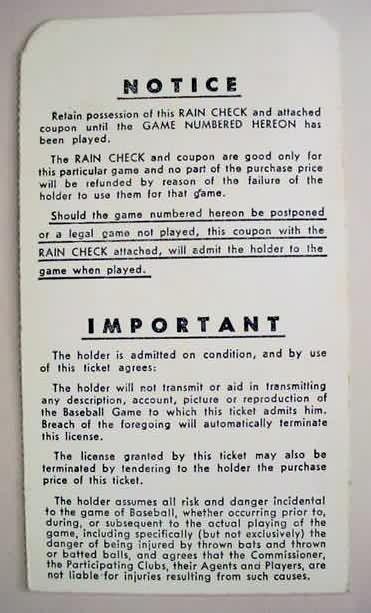 NOTICE
Retain possession of this RAIN CHECK and attached
coupon until the GAME NUMBERED HEREON has
been played.
The RAIN CHECK and coupon are good only for
this particular game and no part of the purchase price
will be refunded by reason of the failure of the
holder to use them for that game.
Should the game numbered hereon be postponed
or a legal game not played, this coupon with the
RAIN CHECK attached, will admit the holder to the
game when played.
IMPORTANT
The holder is admitted on condition, and by use
of this ticket agrees:
The holder will not transmit or aid in transmitting
any description, account, picture or reproduction of
the Baseball Game to which this ticket admits him.
Breach of the foregoing will automatically terminate
this license.
The license granted by this ticket may also be
terminated by tendering to the holder the purchase
price of this ticket.
The holder assumes all risk and danger incidental
to the game of Baseball, whether occurring prior to,
during, or subsequent to the actual playing of the
game, including specifically (but not exclusively) the
danger of being injured by thrown bats and thrown
or batted balls, and agrees that the Commissioner,
the Participating Clubs, their Agents and Players, are
not liable for injuries resulting from such causes.